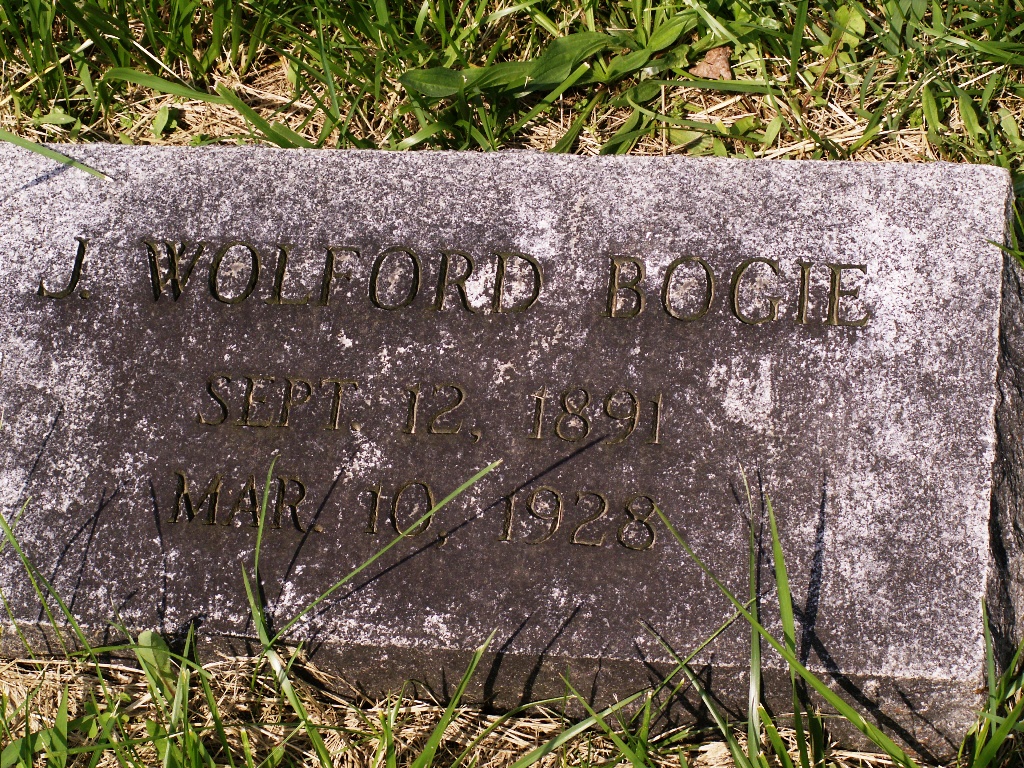 J. WOLFORD BOGIE
SEPT. 12, 1891
MAR. 10, 1928